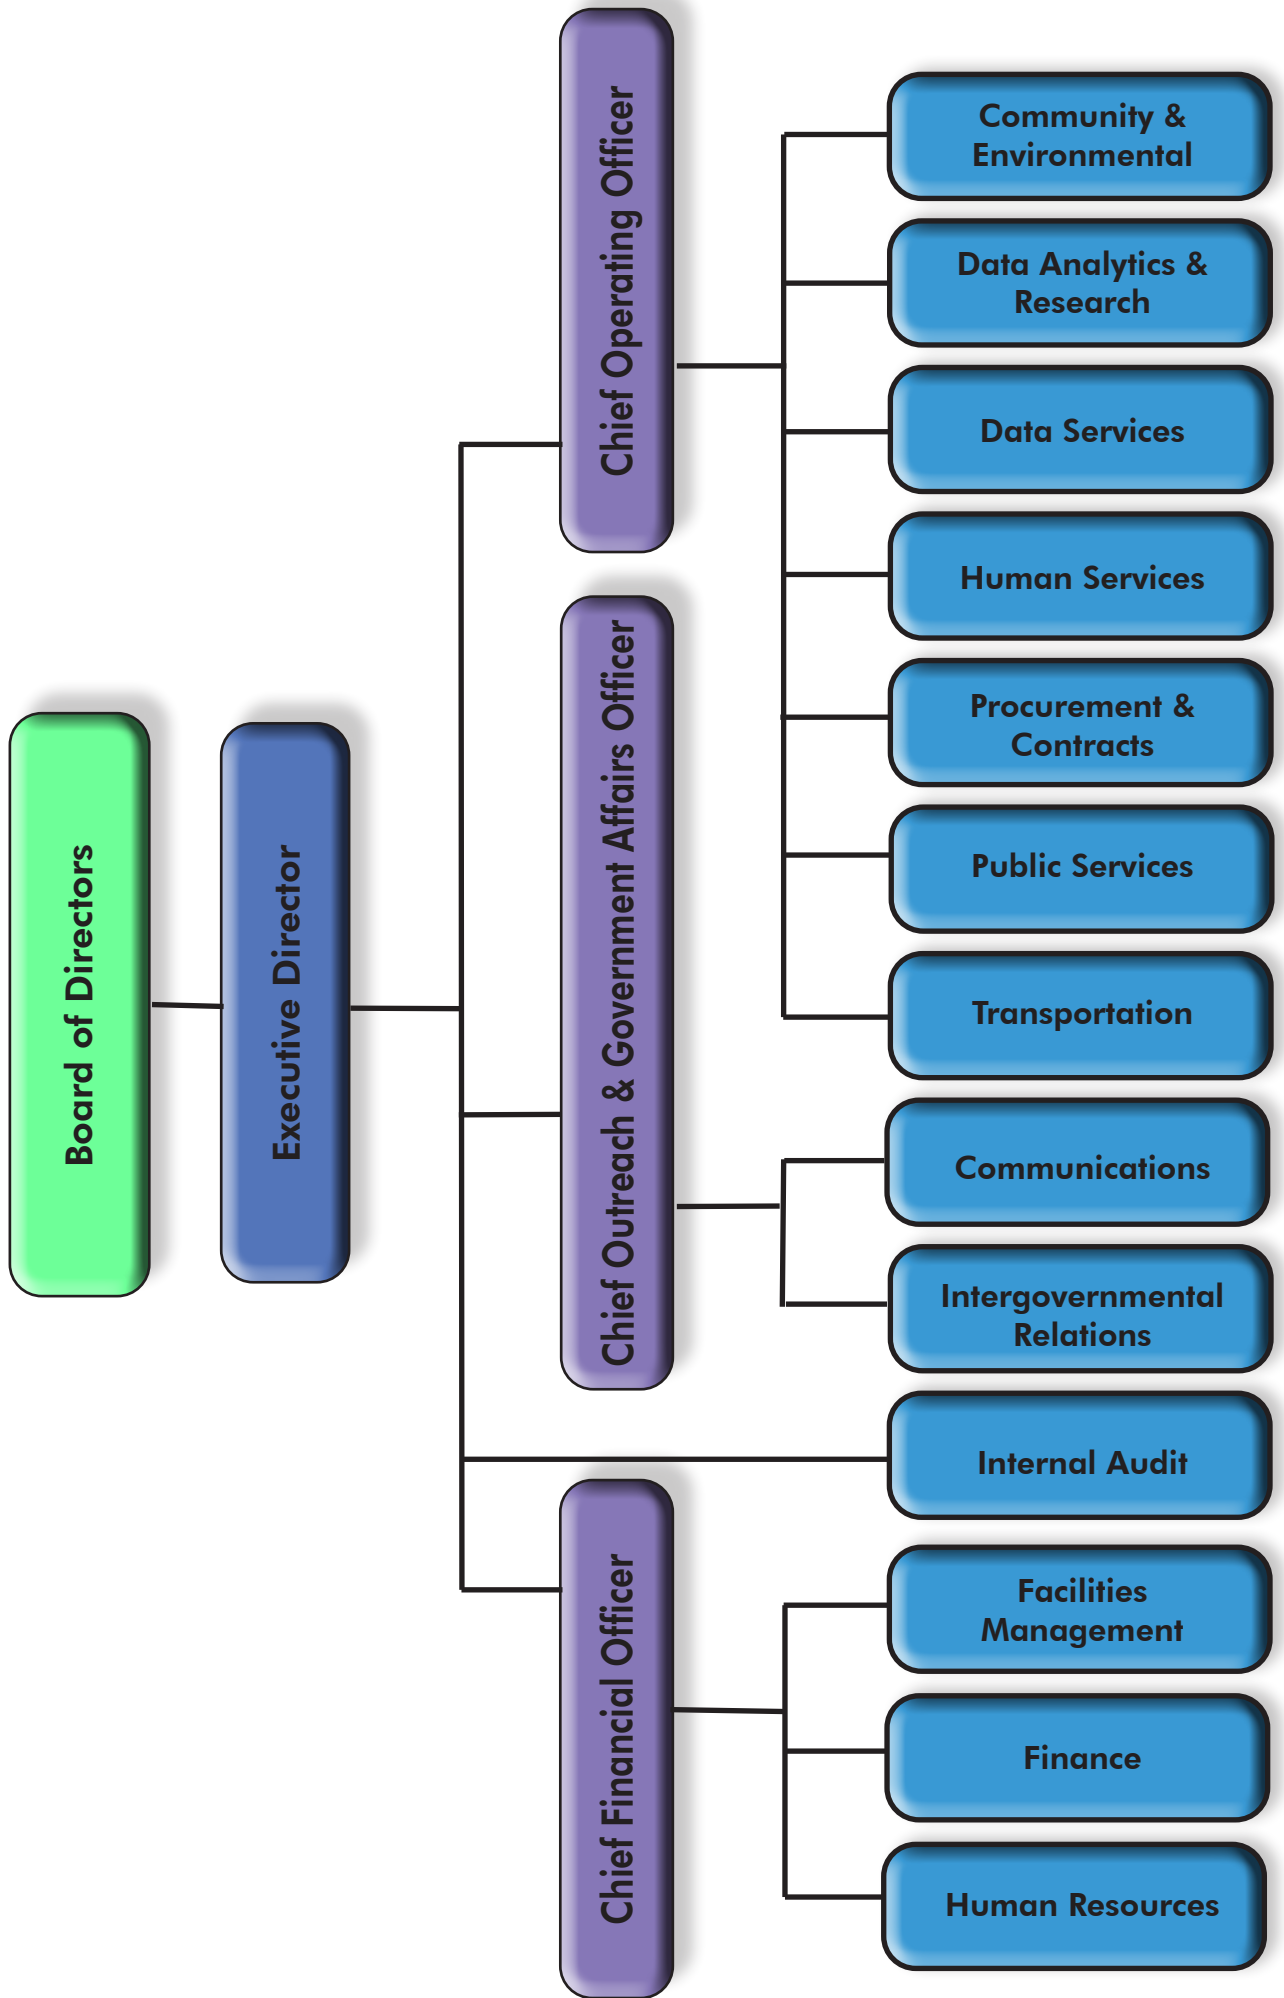 Board of Directors
Executive Director
Chief Operating Officer
Community &
Environmental
Data Analytics &
Research
Data Services
Human Services
Procurement &
Contracts
Public Services
Transportation
Chief Outreach & Government Affairs Officer
Communications
Intergovernmental
Relations
Internal Audit
Chief Financial Officer
Facilities
Management
Finance
Human Resources